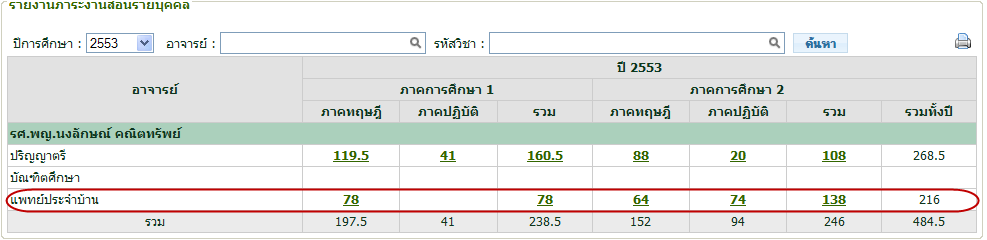 รายงานภาระงานสอนรายบุคคล
ปีการศึกษา : 2553 อาจารย์ : รหัสวิชา : ค้นหา
อาจารย์ ปี 2553
ภาคการศึกษา 1 ภาคการศึกษา 2
ภาคทฤษฎี ภาคปฏิบัติ รวม ภาคทฤษฎี ภาคปฏิบัติ รวม รวมทั้งปี
รศ.พญ.นงลักษณ์ คณิตทรัพย์
ปริญญาตรี 119.5 41 160.5 88 20 108 268.5
บัณฑิตศึกษา
แพทย์ประจำบ้าน 78 78 64 74 138 216
รวม 197.5 41 238.5 152 94 246 484.5